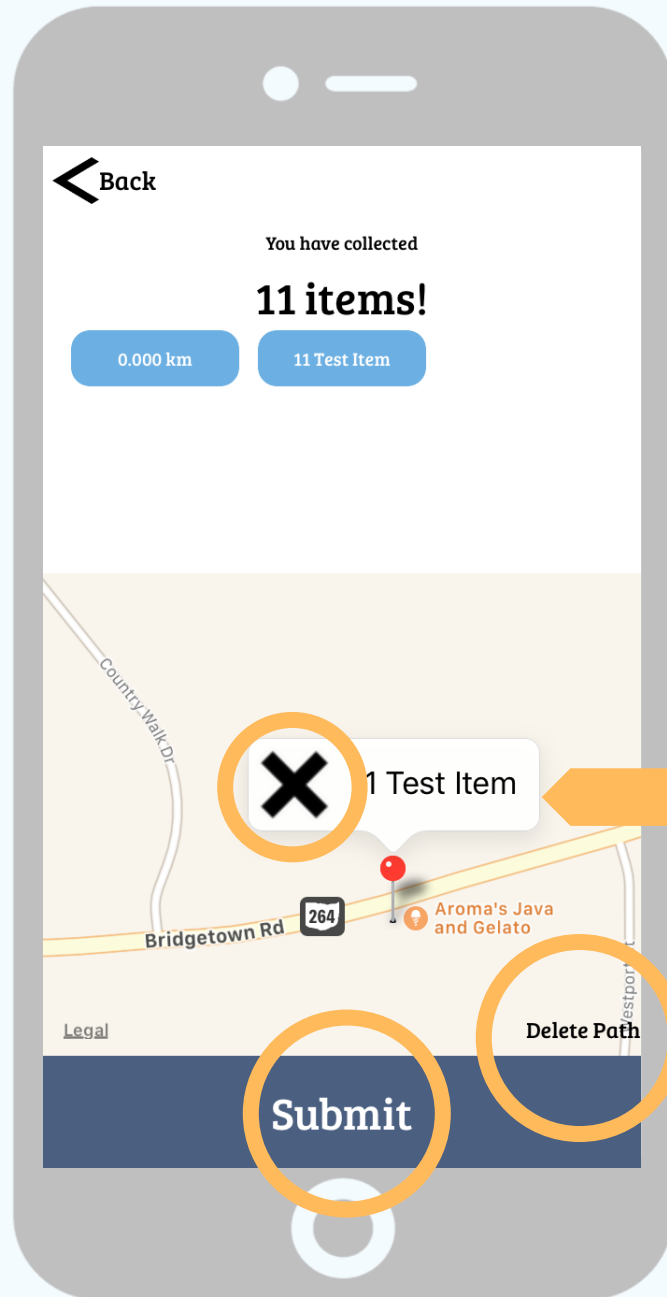 Back
You have collected
11 items!
0.000 km
11 Test Item
Country Walk Dr
1 Test Item
264
Aroma's Java
and Gelato
Bridgetown Rd
Legal
Delete Path
Submit